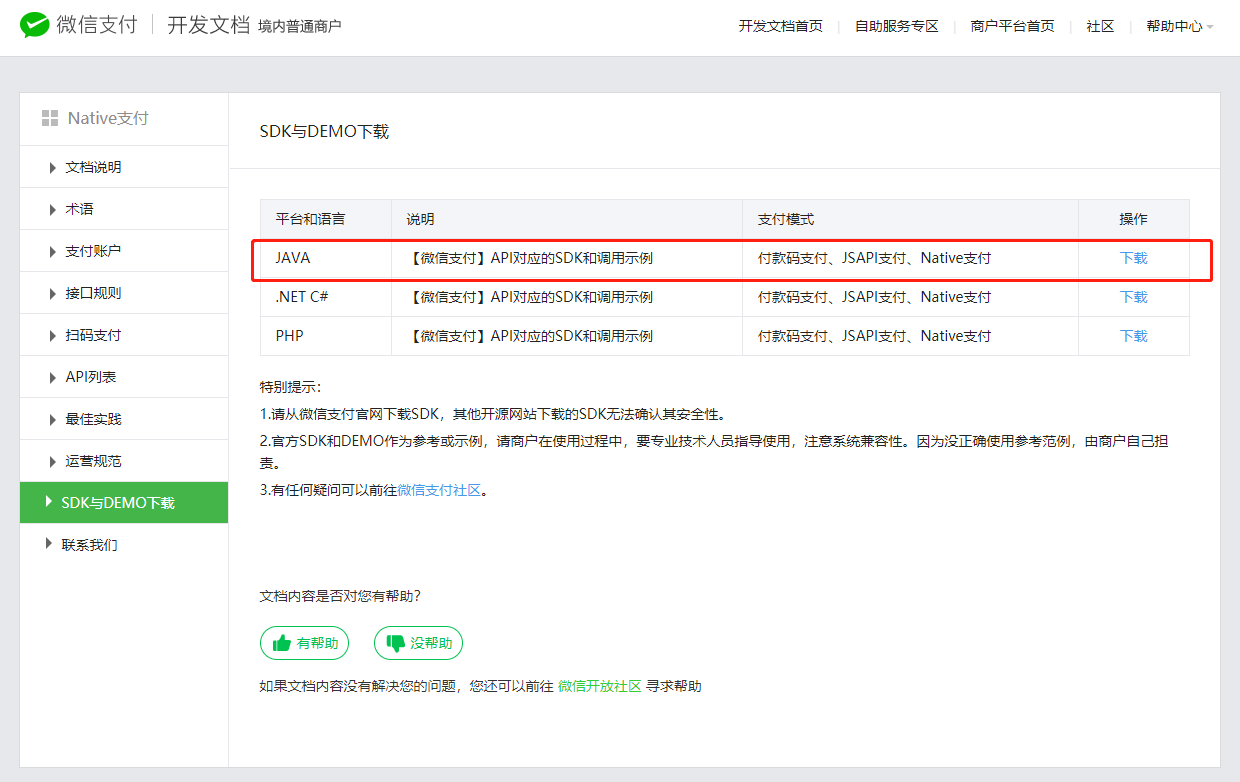 微信支付 开发文档 境内普通商户
开发文档首页 自助服务专区 商户平台首页 社区 帮助中心
Native支付
文档说明
术语
支付账户
接口规则
扫码支付
API列表
最佳实践
运营规范
SDK与DEMO下载
联系我们
SDK与DEMO下载
平台和语言 说明 支付模式 操作
JAVA 【微信支付】API对应的SDK和调用示例 付款码支付、JSAPI支付、Native支付 下载
.NET C# 【微信支付】API对应的SDK和调用示例 付款码支付、JSAPI支付、Native支付 下载
PHP 【微信支付】API对应的SDK和调用示例 付款码支付、JSAPI支付、Native支付 下载
特别提示：
1.请从微信支付官网下载SDK，其他开源网站下载的SDK无法确认其安全性。
2.官方SDK和DEMO作为参考或示例，请商户在使用过程中，要专业技术人员指导使用，注意系统兼容性。因为没正确使用参考范例，由商户自己担
责。
3.有任何疑问可以前往微信支付社区。
文档内容是否对您有帮助？
有帮助 没帮助
如果文档内容没有解决您的问题，您还可以前往 微信开放社区 寻求帮助